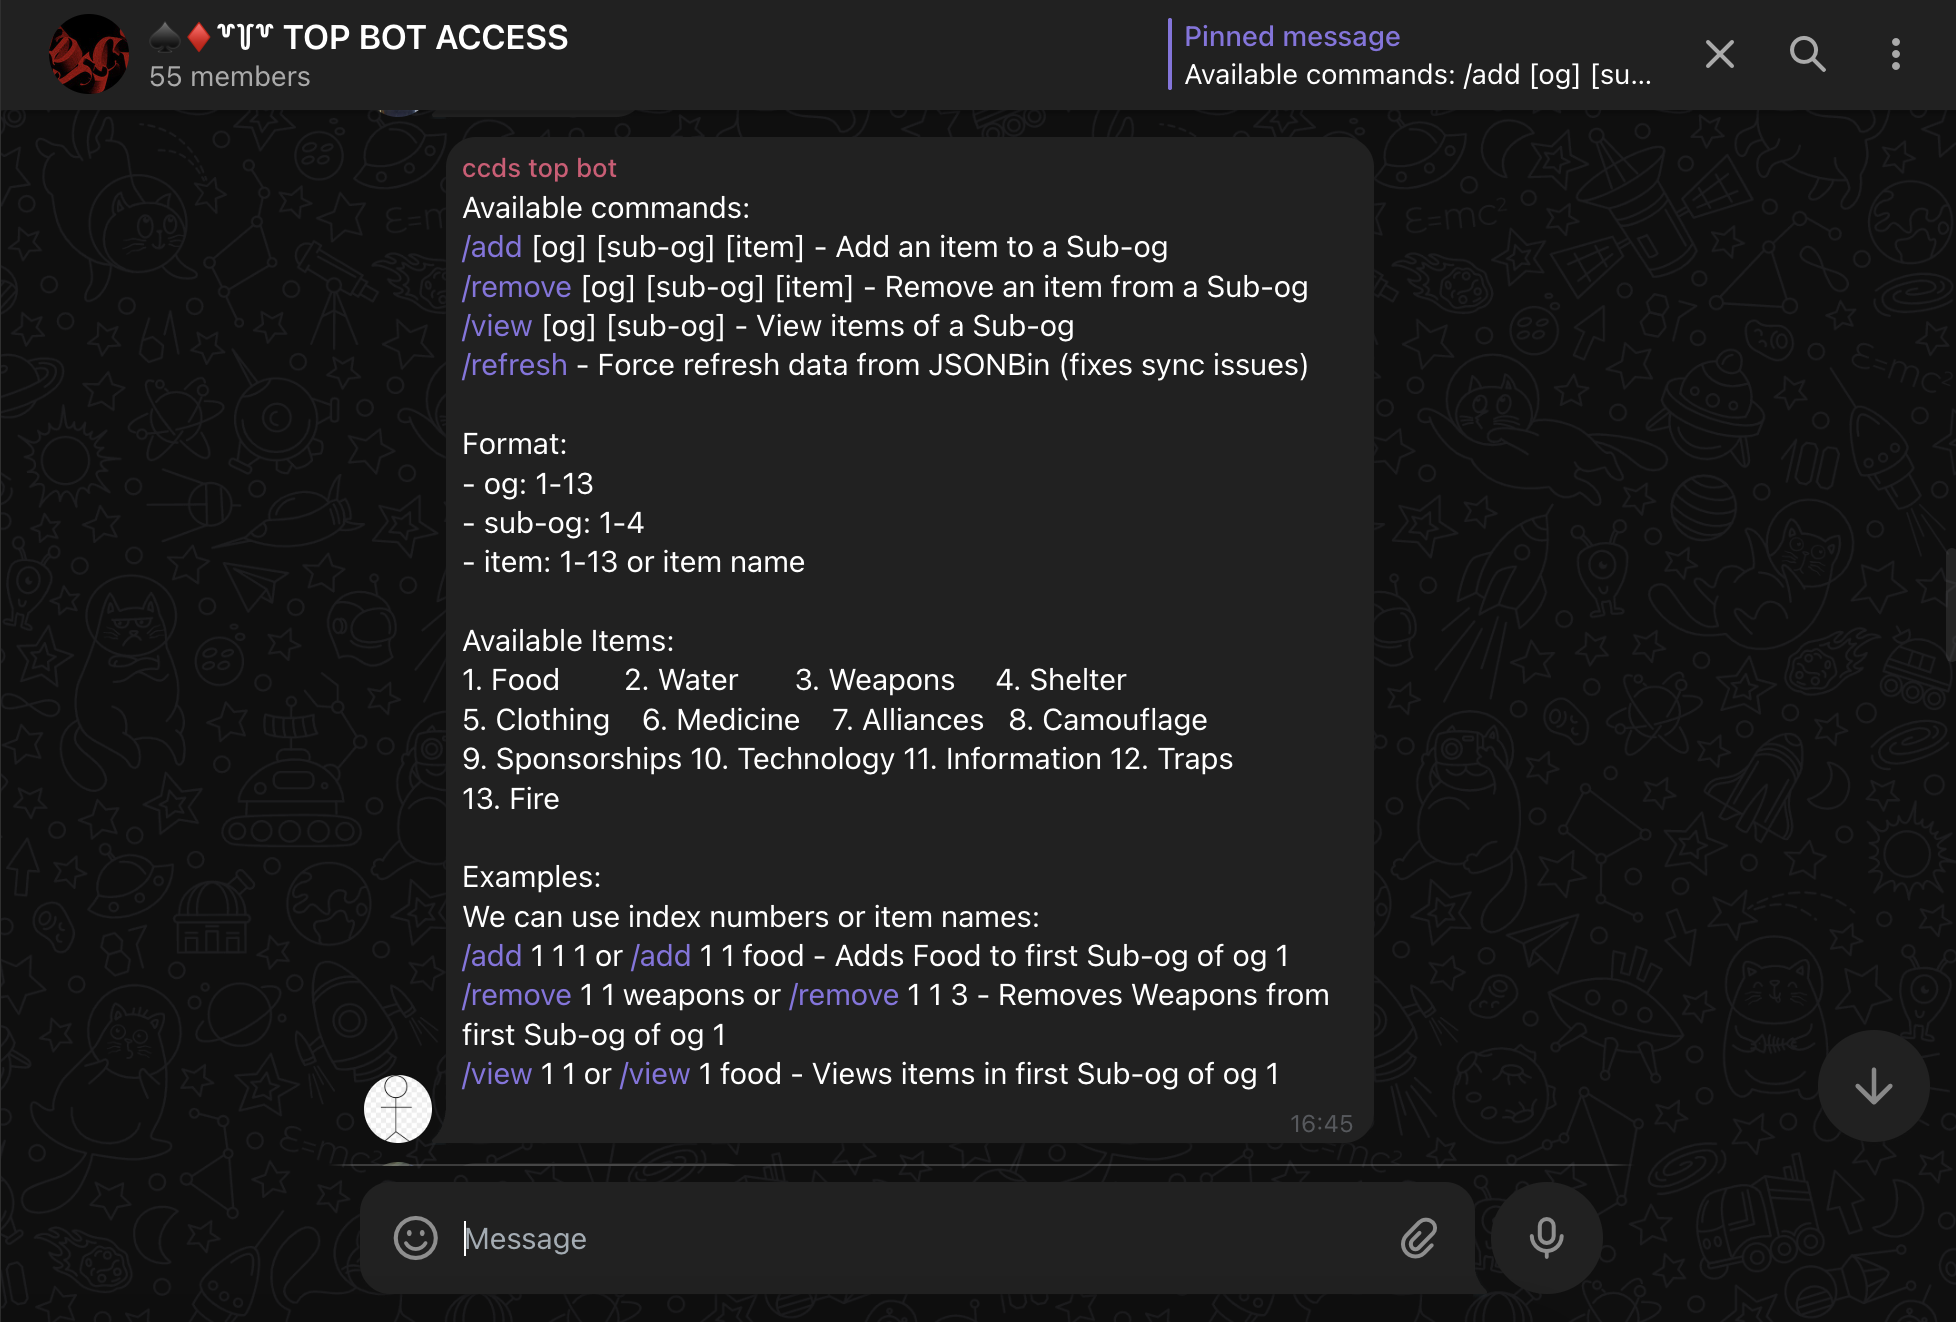 ♠️♦️ TOP BOT ACCESS
55 members
Pinned message
Available commands: /add [og] [su...
ccds top bot
Available commands:
/add [og] [sub-og] [item] - Add an item to a Sub-og
/remove [og] [sub-og] [item] - Remove an item from a Sub-og
/view [og] [sub-og] - View items of a Sub-og
/refresh - Force refresh data from JSONBin (fixes sync issues)
Format:
- og: 1-13
- sub-og: 1-4
- item: 1-13 or item name
Available Items:
1. Food 2. Water 3. Weapons 4. Shelter
5. Clothing 6. Medicine 7. Alliances 8. Camouflage
9. Sponsorships 10. Technology 11. Information 12. Traps
13. Fire
Examples:
We can use index numbers or item names:
/add 1 1 1 or /add 1 1 food - Adds Food to first Sub-og of og 1
/remove 1 1 weapons or /remove 1 1 3 - Removes Weapons from
first Sub-og of og 1
/view 1 1 or /view 1 food - Views items in first Sub-og of og 1
16:45
Message